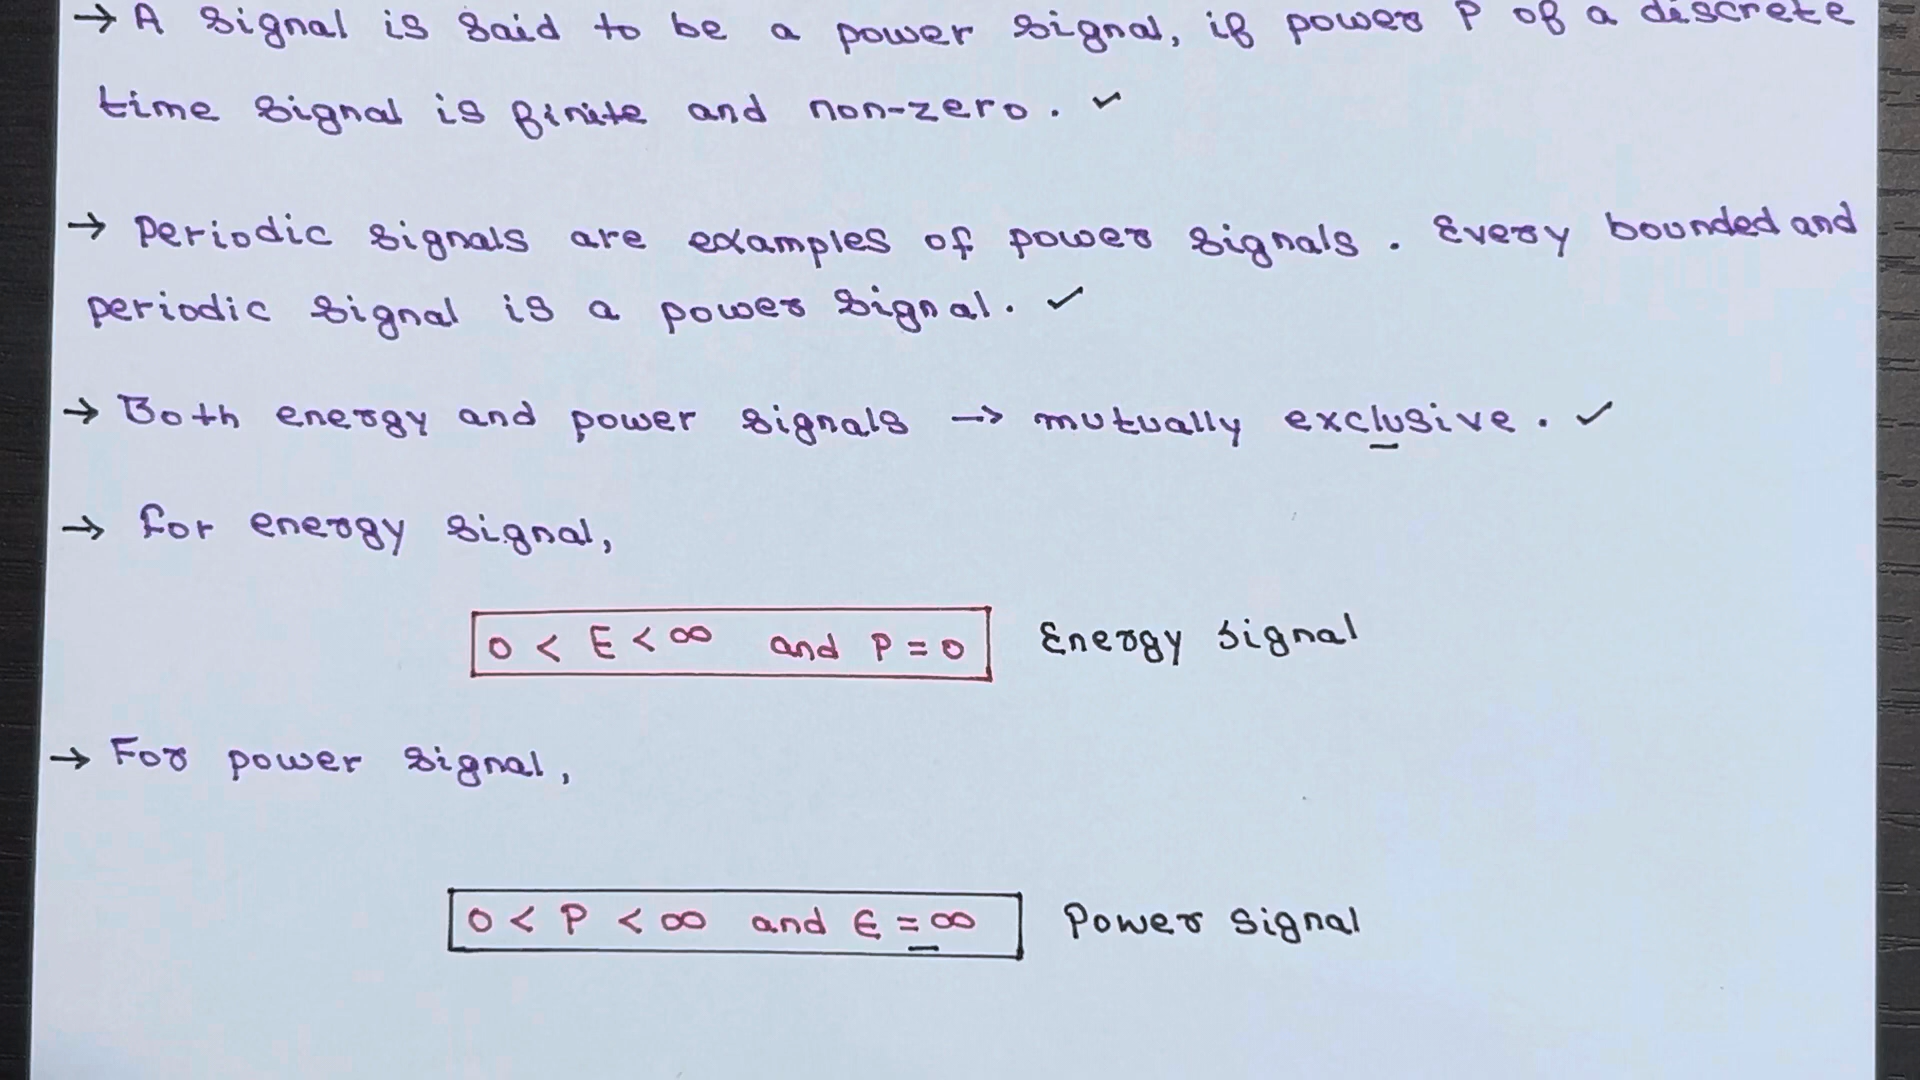 → A signal is said to be a power signal, if power P of a discrete
time signal is finite and non-zero. ✓
→ Periodic signals are examples of power signals. Every bounded and
periodic signal is a power signal. ✓
→ Both energy and power signals → mutually exclusive. ✓
→ For energy signal,
0 < E < ∞ and P = 0 Energy signal
→ For power signal,
0 < P < ∞ and E = ∞ Power signal